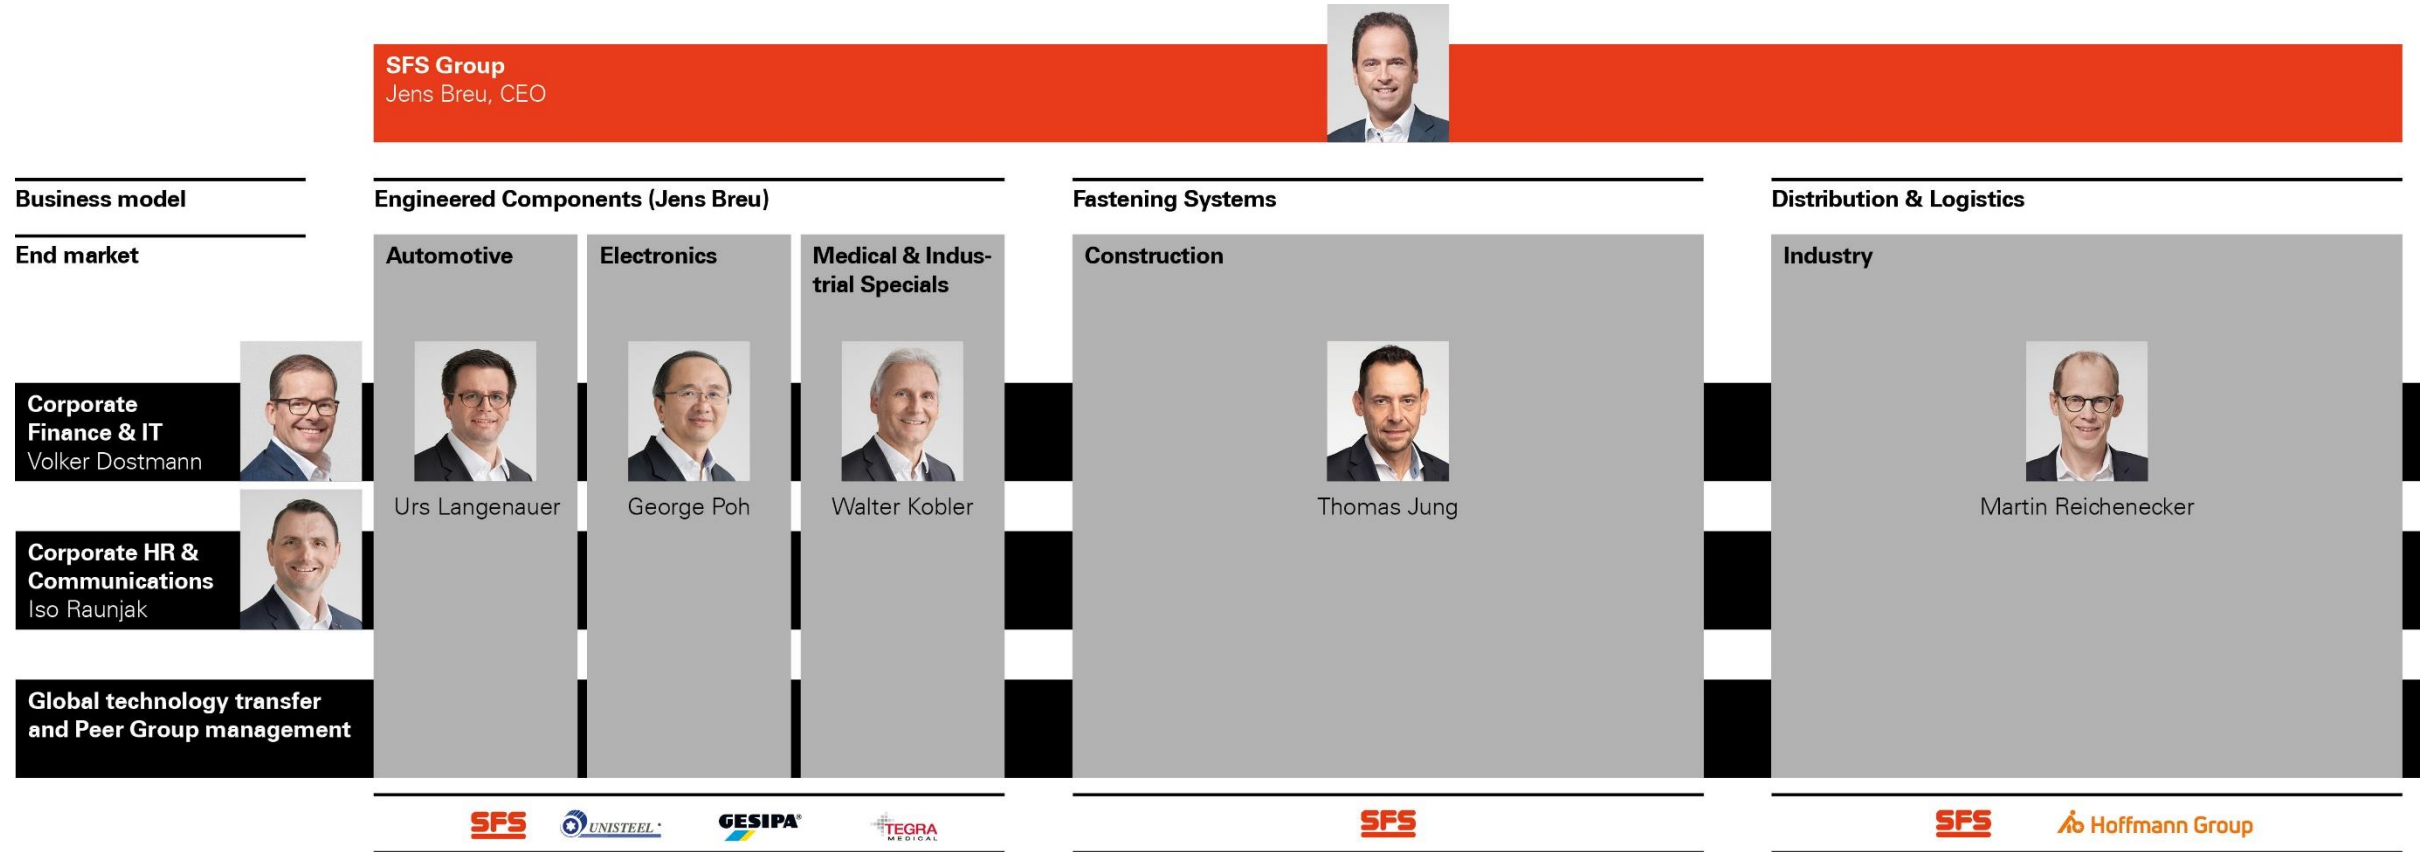 SFS Group
Jens Breu, CEO
Business model
Engineered Components (Jens Breu)
Fastening Systems
Distribution & Logistics
End market
Automotive
Electronics
Medical & Indus-
trial Specials
Construction
Industry
Corporate
Finance & IT
Volker Dostmann
Urs Langenauer
George Poh
Walter Kobler
Thomas Jung
Martin Reichenecker
Corporate HR &
Communications
Iso Raunjak
Global technology transfer
and Peer Group management
SFS
UNISTEEL
GESIPA®
TEGRA
MEDICAL
SFS
SFS
Hoffmann Group